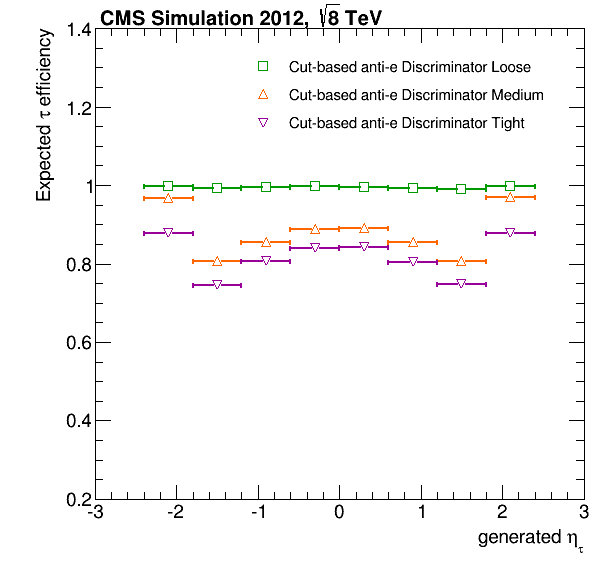 CMS Simulation 2012, √8 TeV
Expected τ efficiency
1.4
1.2
1
0.8
0.6
0.4
0.2
Cut-based anti-e Discriminator Loose
Cut-based anti-e Discriminator Medium
Cut-based anti-e Discriminator Tight
-3 -2 -1 0 1 2 3
generated ητ